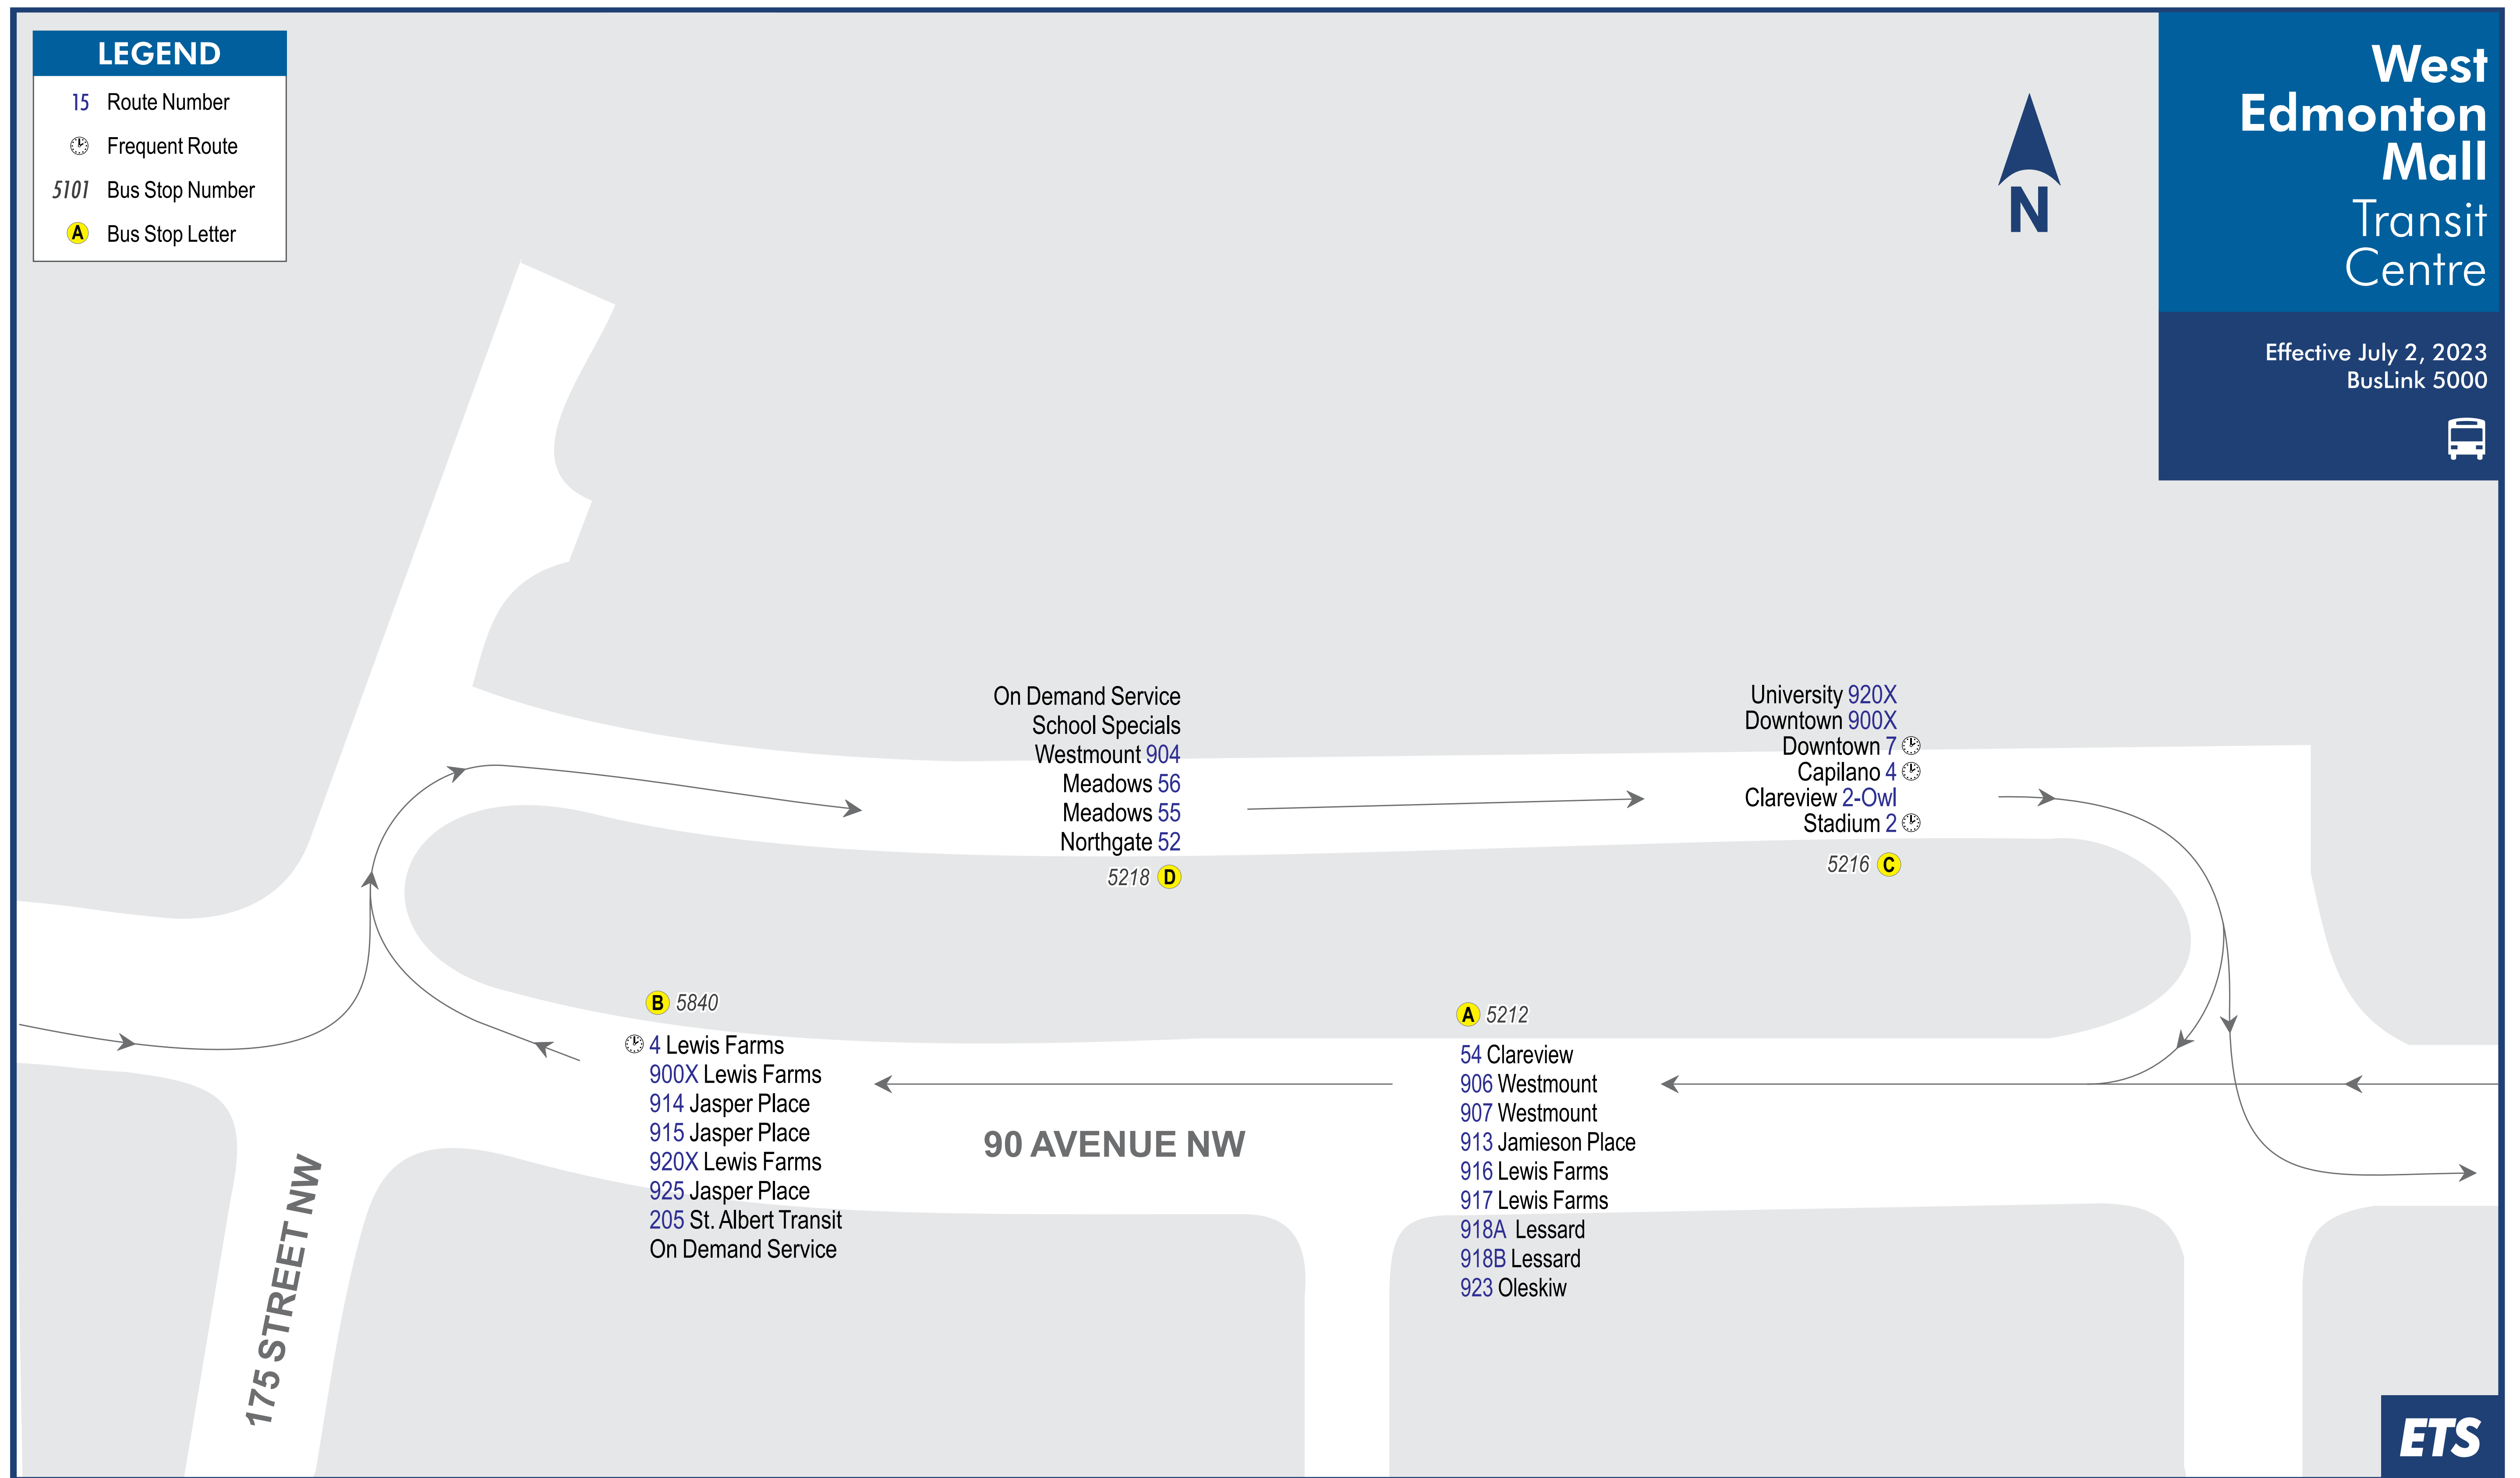 LEGEND
15 Route Number
Frequent Route
5101 Bus Stop Number
A Bus Stop Letter
N
West
Edmonton
Mall
Transit
Centre
Effective July 2, 2023
BusLink 5000
On Demand Service
School Specials
Westmount 904
Meadows 56
Meadows 55
Northgate 52
5218 D
University 920X
Downtown 900X
Downtown 7
Capilano 4
Clareview 2-Owl
Stadium 2
5216 C
B 5840
4 Lewis Farms
900X Lewis Farms
914 Jasper Place
915 Jasper Place
920X Lewis Farms
925 Jasper Place
205 St. Albert Transit
On Demand Service
A 5212
54 Clareview
906 Westmount
907 Westmount
913 Jamieson Place
916 Lewis Farms
917 Lewis Farms
918A Lessard
918B Lessard
923 Oleskiw
90 AVENUE NW
175 STREET NW
ETS